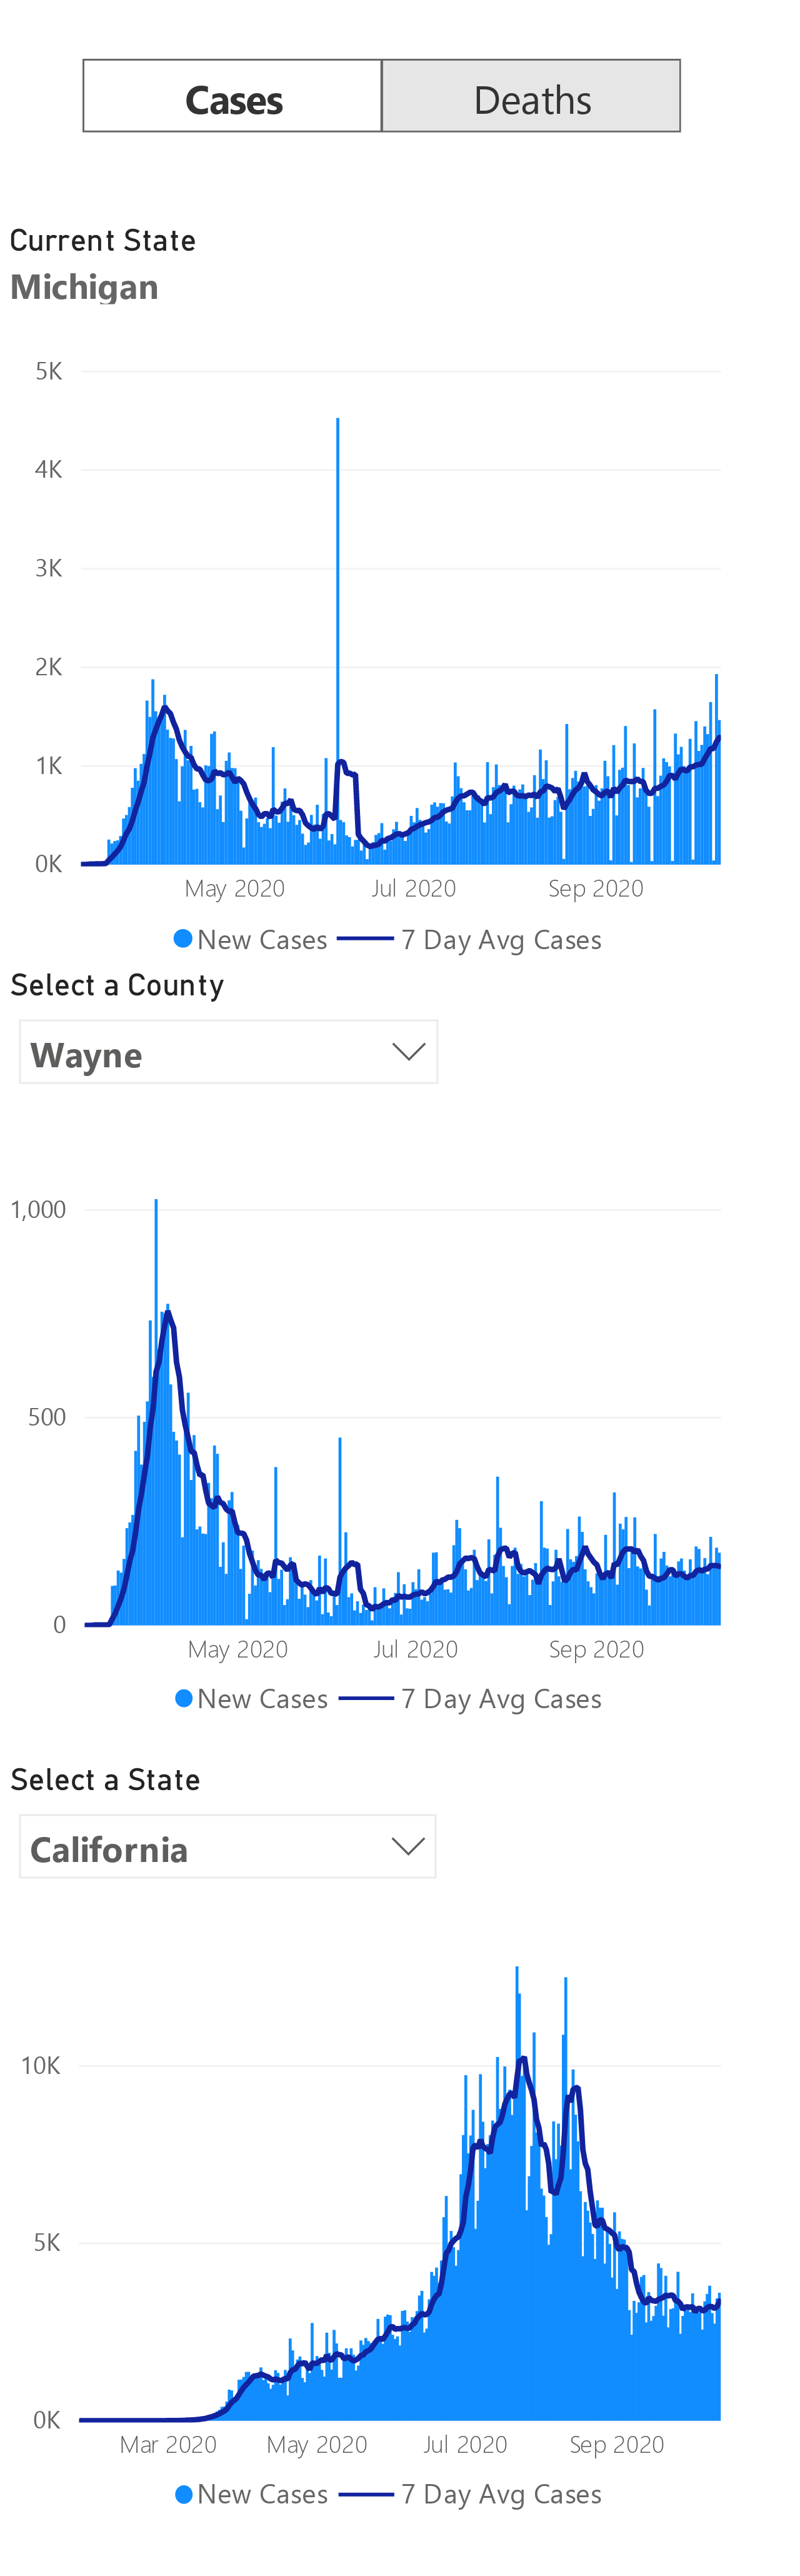 Cases Deaths
Current State
Michigan
5K
4K
3K
2K
1K
0K
May 2020 Jul 2020 Sep 2020
New Cases 7 Day Avg Cases
Select a County
Wayne
1,000
500
0
May 2020 Jul 2020 Sep 2020
New Cases 7 Day Avg Cases
Select a State
California
10K
5K
0K
Mar 2020 May 2020 Jul 2020 Sep 2020
New Cases 7 Day Avg Cases